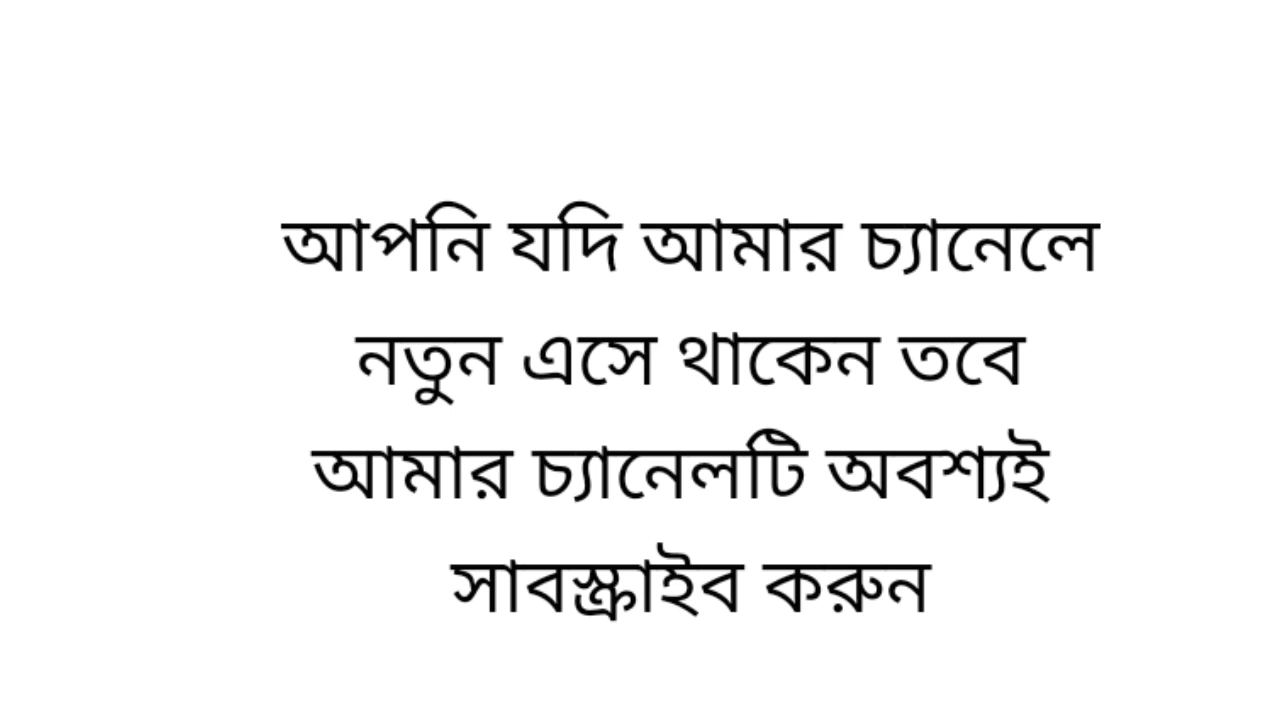 আপনি যদি আমার চ্যানেলে
নতুন এসে থাকেন তবে
আমার চ্যানেলটি অবশ্যই
সাবস্ক্রাইব করুন